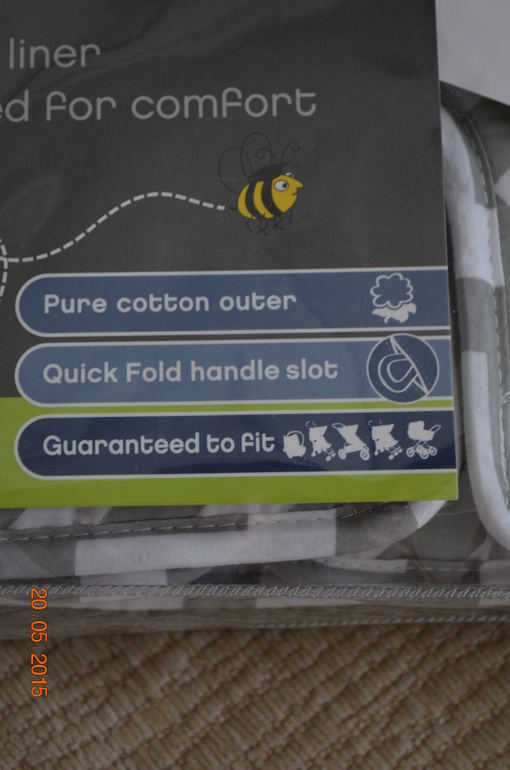 liner
ed for comfort
Pure cotton outer
Quick Fold handle slot
Guaranteed to fit
20.05.2015